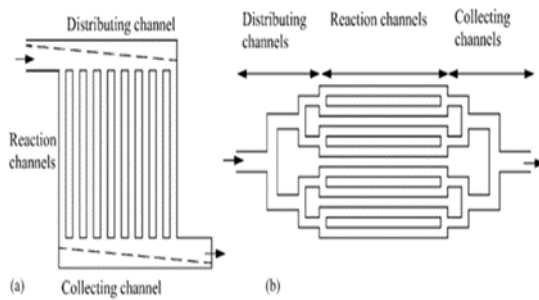 Distributing channel
Reaction
channels
Collecting channel
(a)
Distributing
channels
Reaction channels
Collecting
channels
(b)